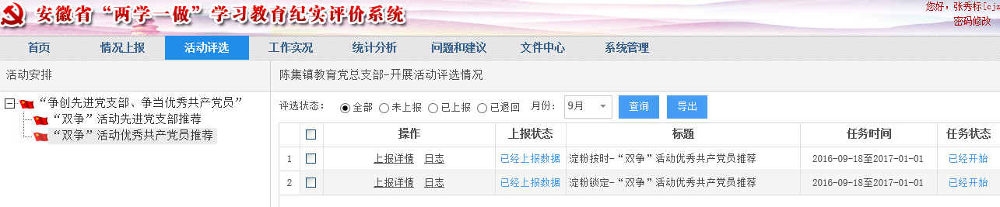 安徽省“两学一做”学习教育纪实评价系统
您好，张秀标[cjz
密码修改
首页 情况上报 活动评选 工作实况 统计分析 问题和建议 文件中心 系统管理
活动安排
陈集镇教育党总支部-开展活动评选情况
“争创先进党支部、争当优秀共产党员”
“双争”活动先进党支部推荐
“双争”活动优秀共产党员推荐
评选状态： 全部 未上报 已上报 已退回 月份： 9月 查询 导出
操作 上报状态 标题 任务时间 任务状态
1 上报详情 日志 已经上报数据 淀粉按时-“双争”活动优秀共产党员推荐 2016-09-18至2017-01-01 已经开始
2 上报详情 日志 已经上报数据 淀粉锁定-“双争”活动优秀共产党员推荐 2016-09-18至2017-01-01 已经开始